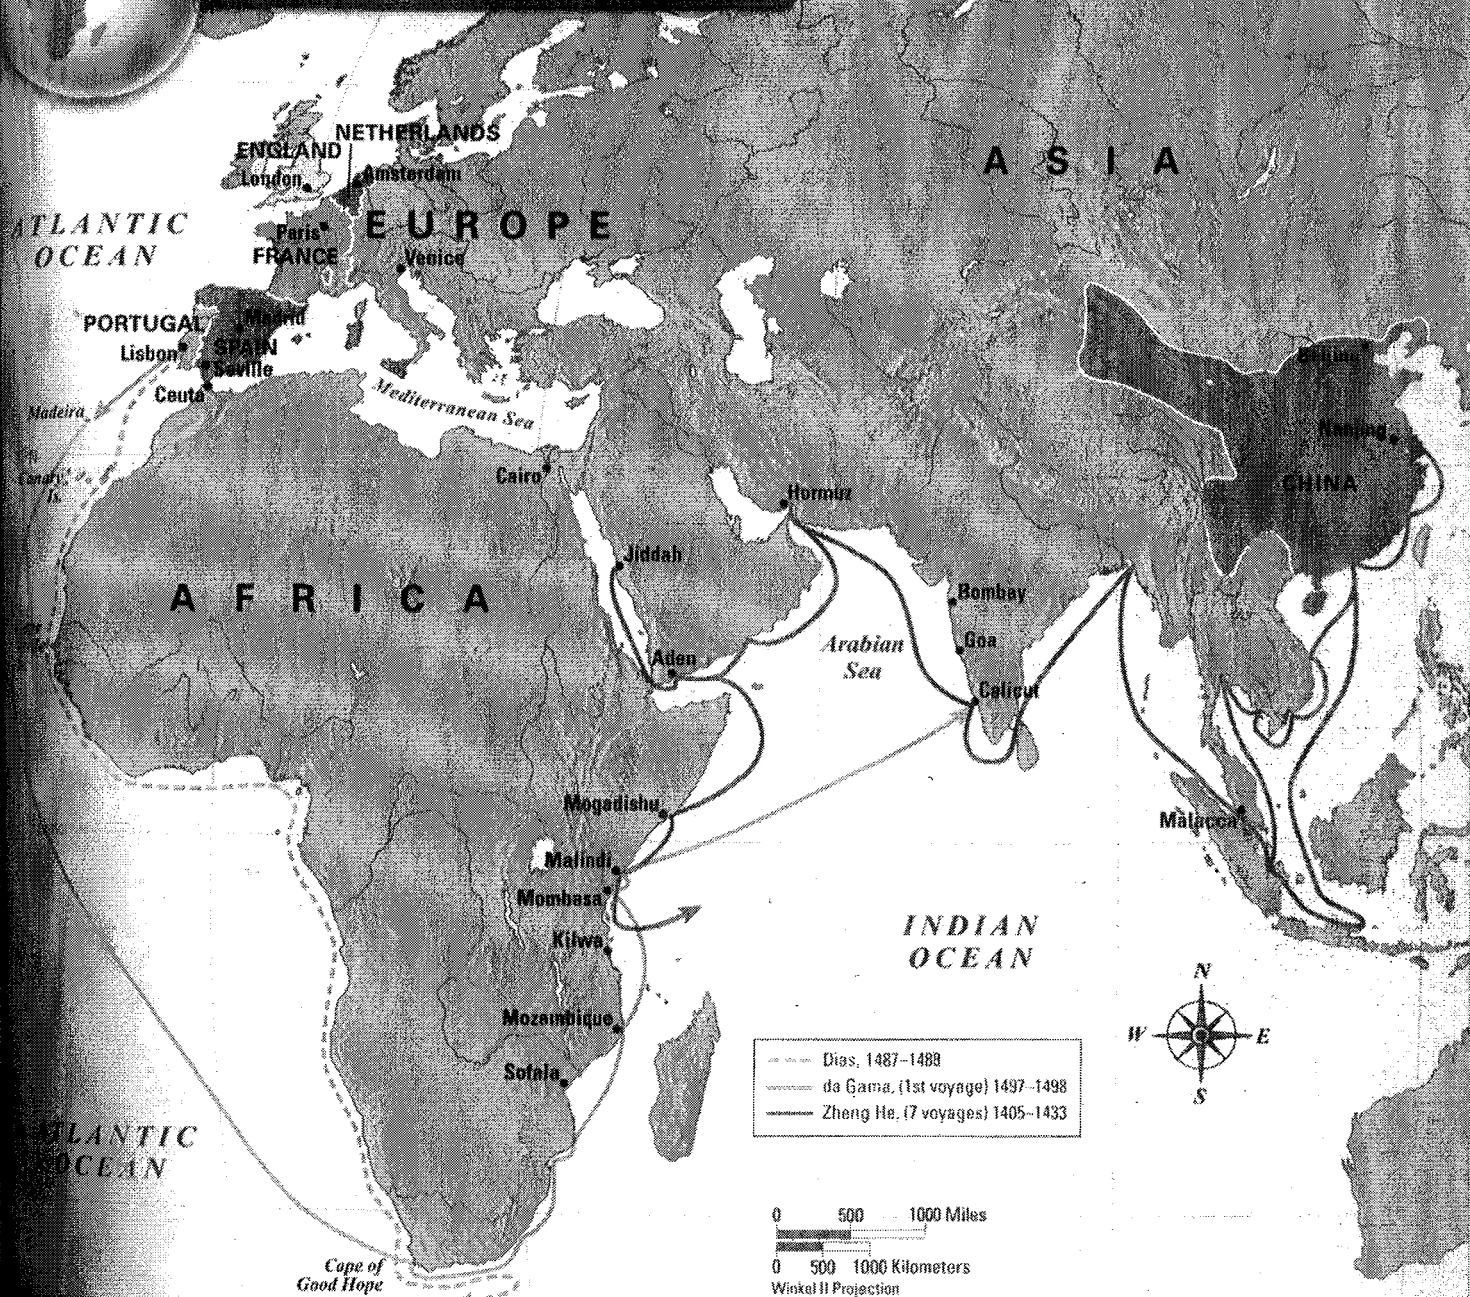 NETHERLANDS
ENGLAND
London
Amsterdam
ASIA
ATLANTIC
OCEAN
EUROPE
Paris
FRANCE
Venice
PORTUGAL
Madrid
Lisbon
SPAIN
Seville
Ceuta
Mediterranean Sea
Madeira
Canary
Is.
Beijing
Nanjing
CHINA
Cairo
Hormuz
Jiddah
AFRICA
Bombay
Goa
Arabian
Sea
Aden
Calicut
Mogadishu
Malacca
Malindi
Mombasa
Kilwa
INDIAN
OCEAN
Mozambique
Sofala
N
W
E
S
Dias, 1487–1488
da Gama, (1st voyage) 1497–1498
Zheng He, (7 voyages) 1405–1433
ATLANTIC
OCEAN
Cape of
Good Hope
0 500 1000 Miles
0 500 1000 Kilometers
Winkel II Projection